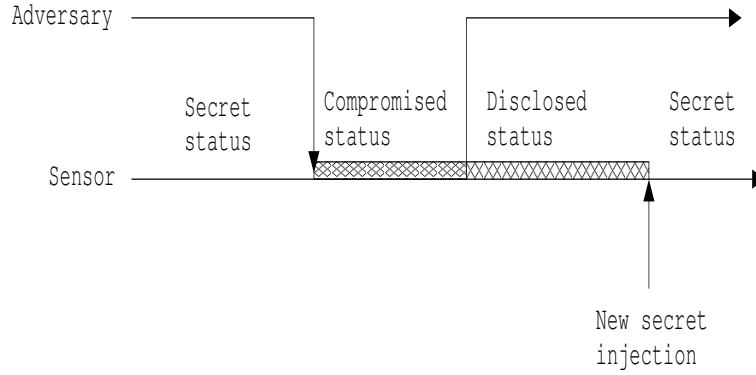 Adversary
Secret
status
Compromised
status
Disclosed
status
Secret
status
Sensor
New secret
injection